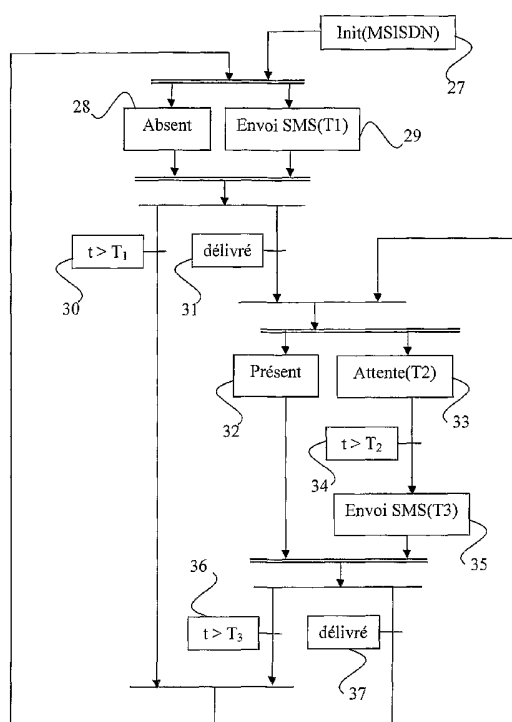 Init(MSISDN)
27
28
Absent
Envoi SMS(T1)
29
t > T₁
30
délivré
31
Présent
32
Attente(T2)
33
t > T₂
34
Envoi SMS(T3)
35
36
t > T₃
délivré
37